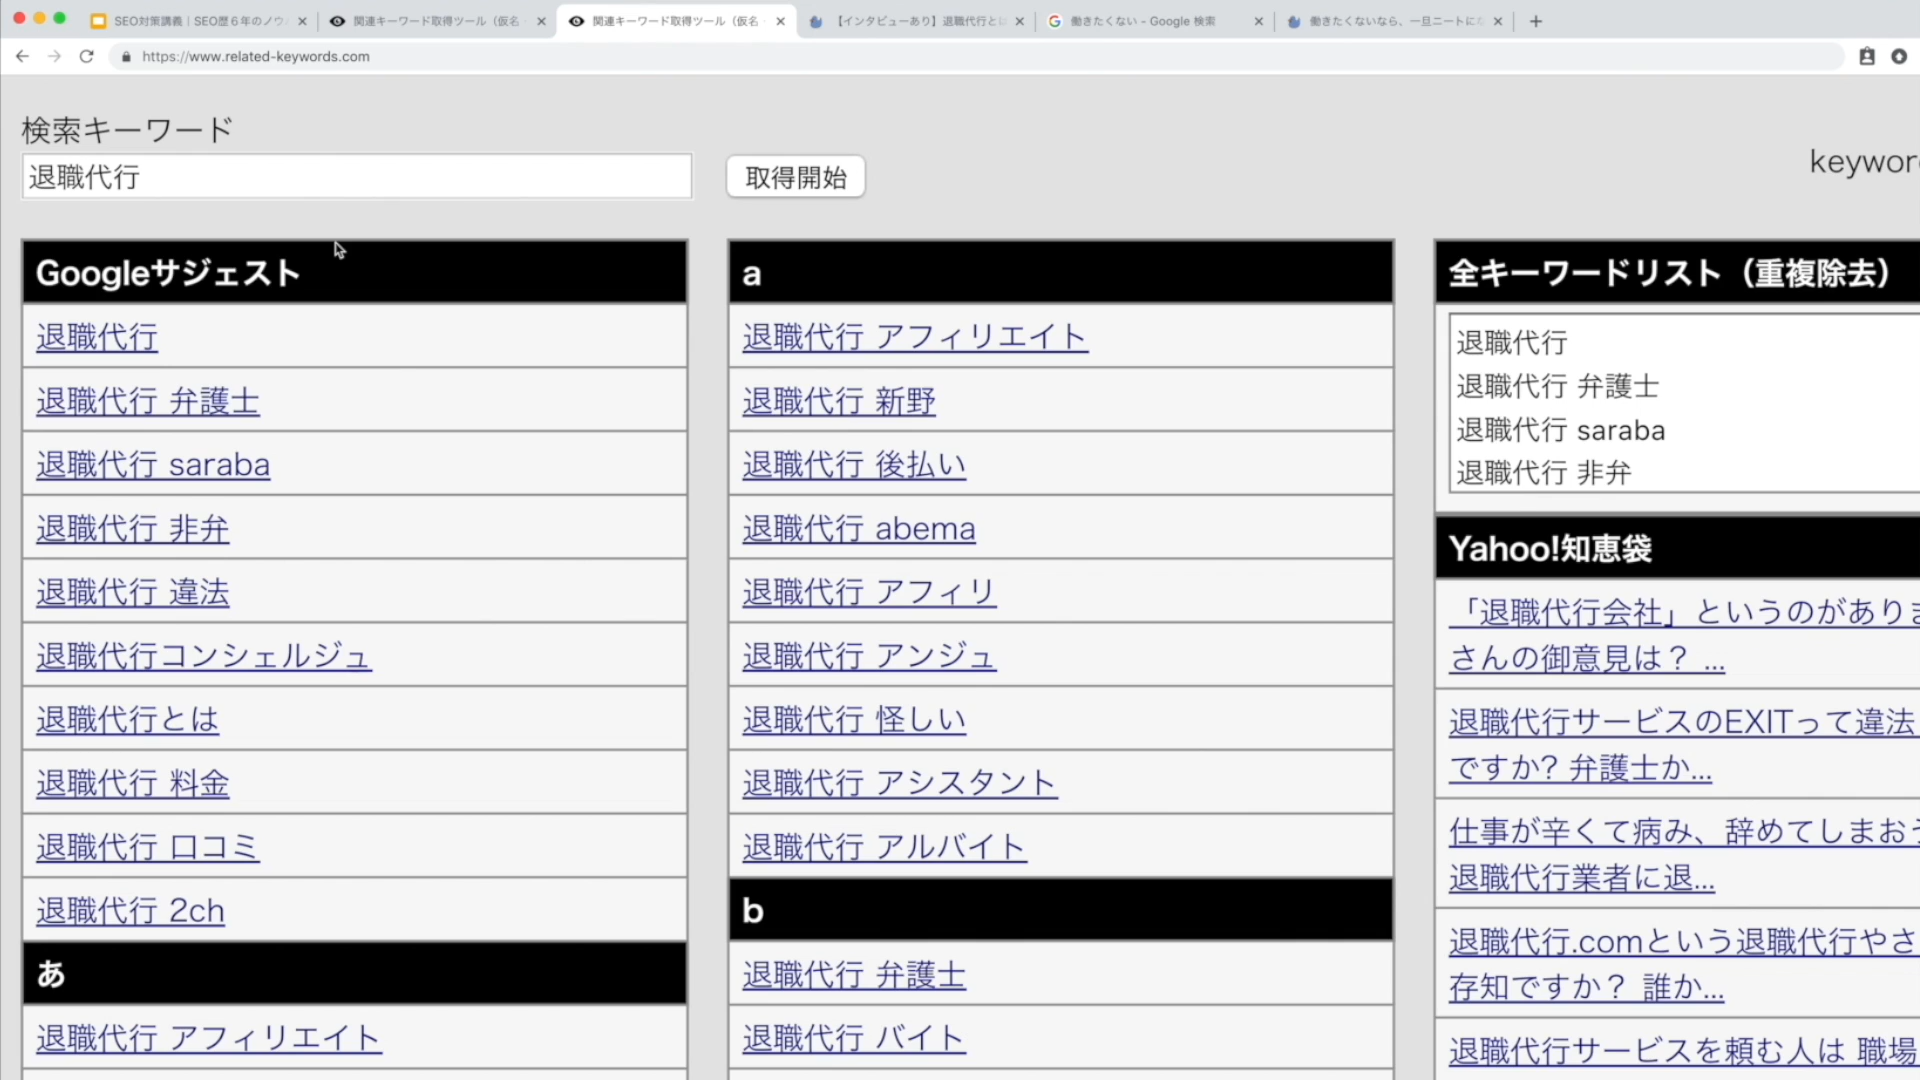 SEO対策講義｜SEO歴６年のノウ
関連キーワード取得ツール（仮名
関連キーワード取得ツール（仮名
【インタビューあり】退職代行と
働きたくない - Google 検索
働きたくないなら、一旦ニートに
https://www.related-keywords.com
検索キーワード
退職代行
取得開始
keywor
Googleサジェスト
退職代行
退職代行 弁護士
退職代行 saraba
退職代行 非弁
退職代行 違法
退職代行コンシェルジュ
退職代行とは
退職代行 料金
退職代行 口コミ
退職代行 2ch
あ
退職代行 アフィリエイト
a
退職代行 アフィリエイト
退職代行 新野
退職代行 後払い
退職代行 abema
退職代行 アフィリ
退職代行 アンジュ
退職代行 怪しい
退職代行 アシスタント
退職代行 アルバイト
b
退職代行 弁護士
退職代行 バイト
全キーワードリスト（重複除去）
退職代行
退職代行 弁護士
退職代行 saraba
退職代行 非弁
Yahoo!知恵袋
「退職代行会社」というのがありま
さんの御意見は？ ...
退職代行サービスのEXITって違法
ですか? 弁護士か...
仕事が辛くて病み、辞めてしまおう
退職代行業者に退...
退職代行.comという退職代行やさ
存知ですか？ 誰か...
退職代行サービスを頼む人は 職場